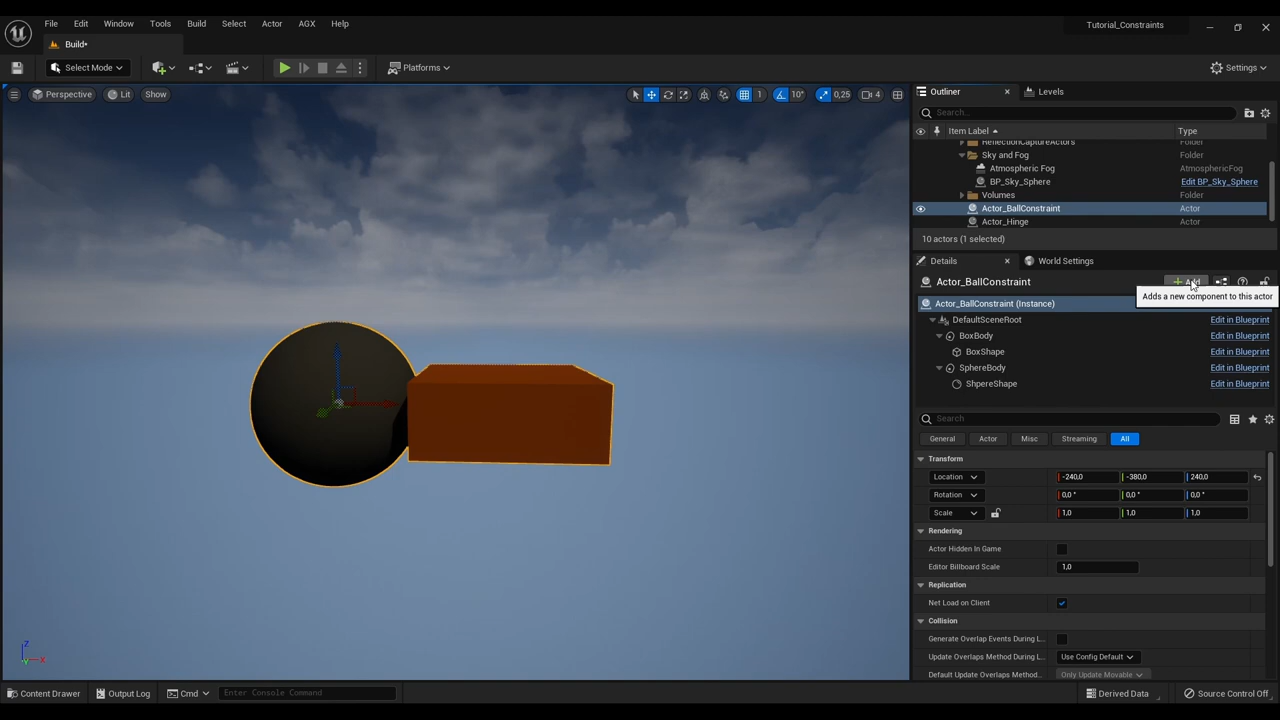 File Edit Window Tools Build Select Actor AGX Help
Tutorial_Constraints
Build*
Select Mode
Platforms
Settings
Perspective Lit Show
1 10° 0,25 4
Outliner Levels
Search...
Item Label Type
ReflectionCaptureActors Folder
Sky and Fog Folder
Atmospheric Fog AtmosphericFog
BP_Sky_Sphere Edit BP_Sky_Sphere
Volumes Folder
Actor_BallConstraint Actor
Actor_Hinge Actor
10 actors (1 selected)
Details World Settings
Actor_BallConstraint + Add
Adds a new component to this actor
Actor_BallConstraint (Instance)
DefaultSceneRoot Edit in Blueprint
BoxBody Edit in Blueprint
BoxShape Edit in Blueprint
SphereBody Edit in Blueprint
ShpereShape Edit in Blueprint
Search
General Actor Misc Streaming All
Transform
Location -240,0 -380,0 240,0
Rotation 0,0 ° 0,0 ° 0,0 °
Scale 1,0 1,0 1,0
Rendering
Actor Hidden In Game
Editor Billboard Scale 1,0
Replication
Net Load on Client
Collision
Generate Overlap Events During L...
Update Overlaps Method During L... Use Config Default
Default Update Overlaps Method... Only Update Movable
Z
Y X
Content Drawer Output Log Cmd Enter Console Command Derived Data Source Control Off